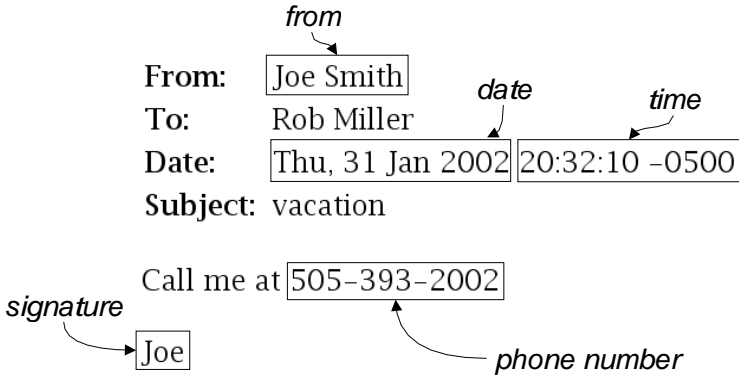 from
From: Joe Smith
date
time
To: Rob Miller
Date: Thu, 31 Jan 2002 20:32:10 –0500
Subject: vacation
Call me at 505–393–2002
signature
Joe
phone number